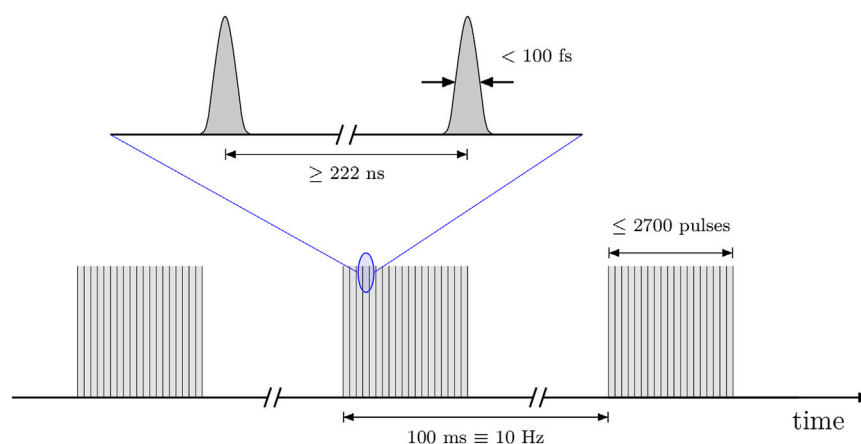 < 100 fs
≥ 222 ns
≤ 2700 pulses
time
100 ms ≡ 10 Hz